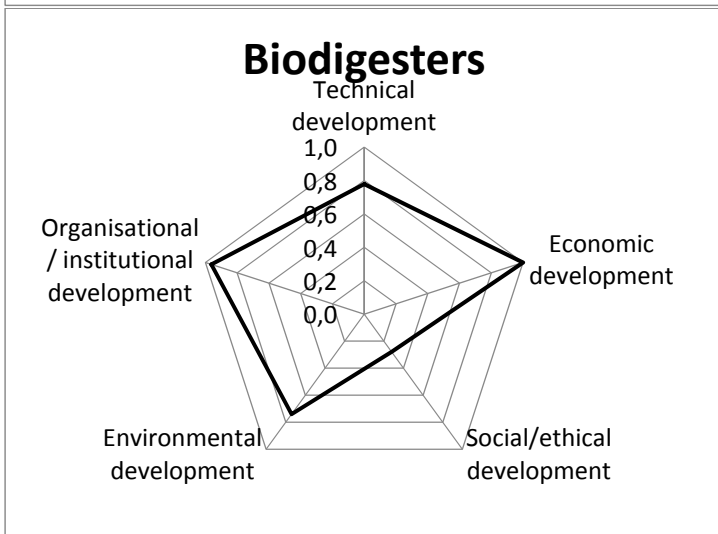 Biodigesters
Technical
development
1,0
0,8
0,6
0,4
0,2
0,0
Organisational
/ institutional
development
Economic
development
Environmental
development
Social/ethical
development